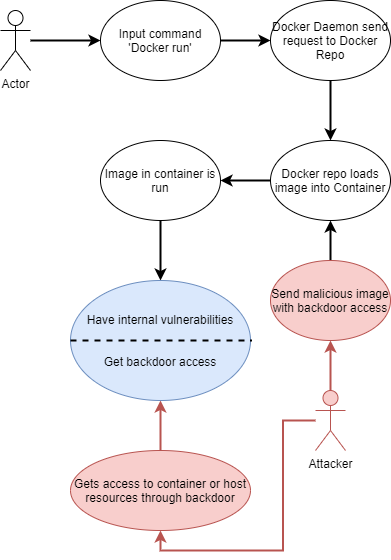 Actor
Input command
'Docker run'
Docker Daemon send
request to Docker
Repo
Image in container is
run
Docker repo loads
image into Container
Have internal vulnerabilities
Get backdoor access
Send malicious image
with backdoor access
Attacker
Gets access to container or host
resources through backdoor